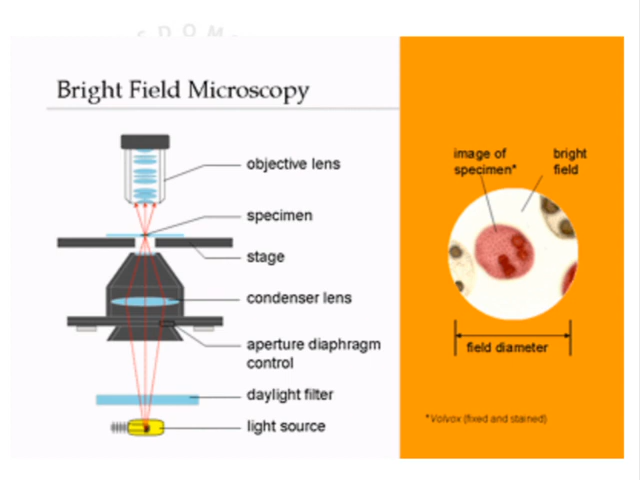 Bright Field Microscopy
objective lens
specimen
stage
condenser lens
aperture diaphragm
control
daylight filter
light source
image of
specimen*
bright
field
field diameter
*Volvox (fixed and stained)